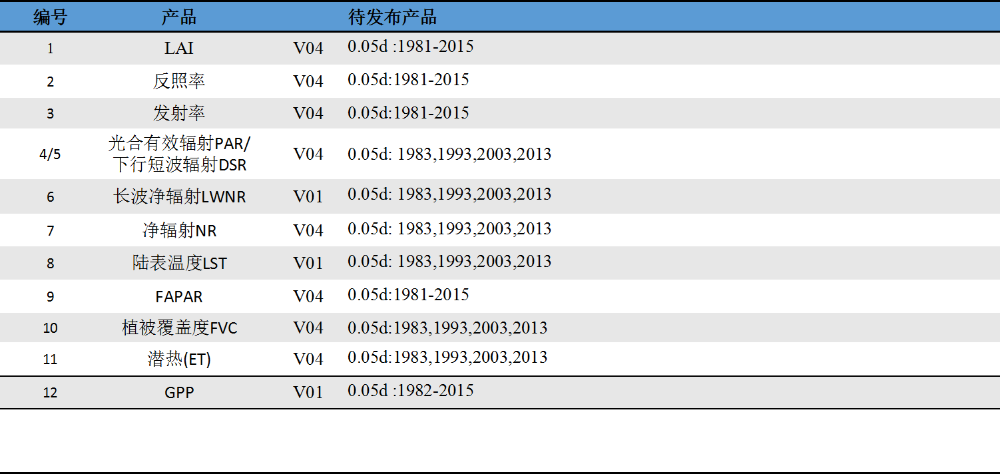 编号 产品 待发布产品
1 LAI V04 0.05d :1981-2015
2 反照率 V04 0.05d:1981-2015
3 发射率 V04 0.05d:1981-2015
4/5 光合有效辐射PAR/
下行短波辐射DSR V04 0.05d: 1983,1993,2003,2013
6 长波净辐射LWNR V01 0.05d: 1983,1993,2003,2013
7 净辐射NR V04 0.05d: 1983,1993,2003,2013
8 陆表温度LST V01 0.05d: 1983,1993,2003,2013
9 FAPAR V04 0.05d:1981-2015
10 植被覆盖度FVC V04 0.05d:1983,1993,2003,2013
11 潜热(ET) V04 0.05d:1983,1993,2003,2013
12 GPP V01 0.05d :1982-2015